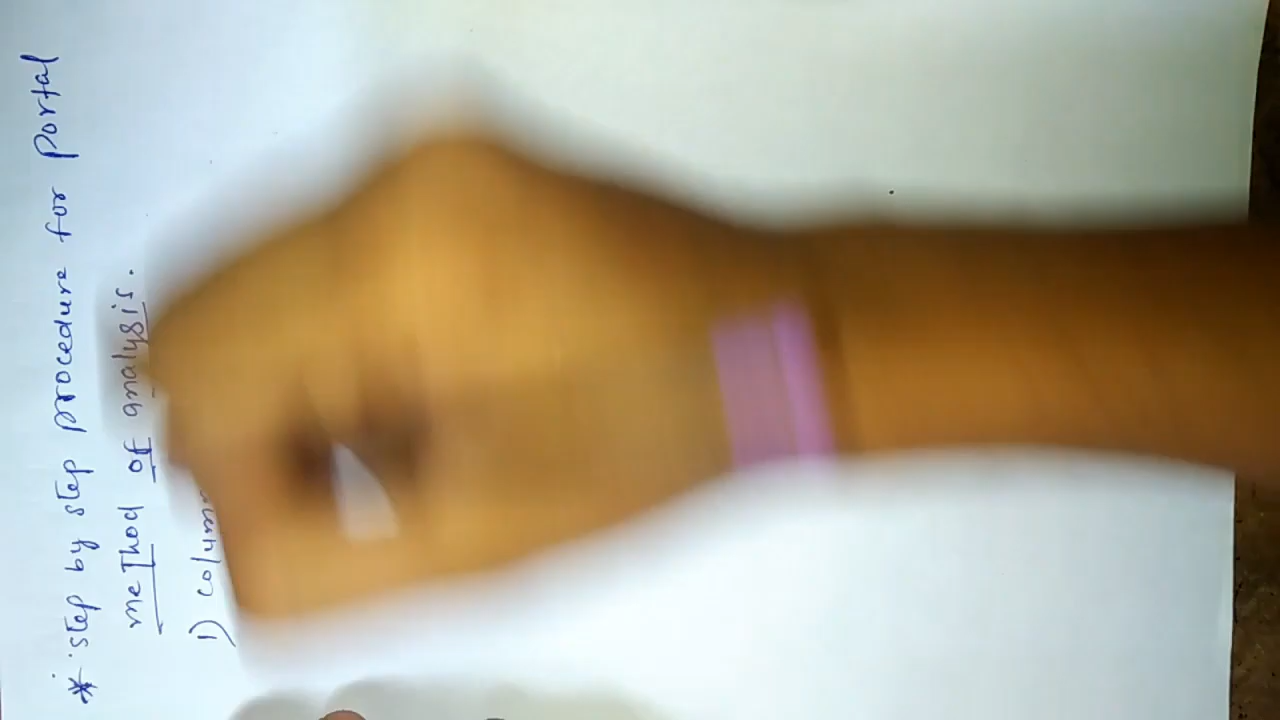 * step by step procedure for portal
method of analysis.
1) colum